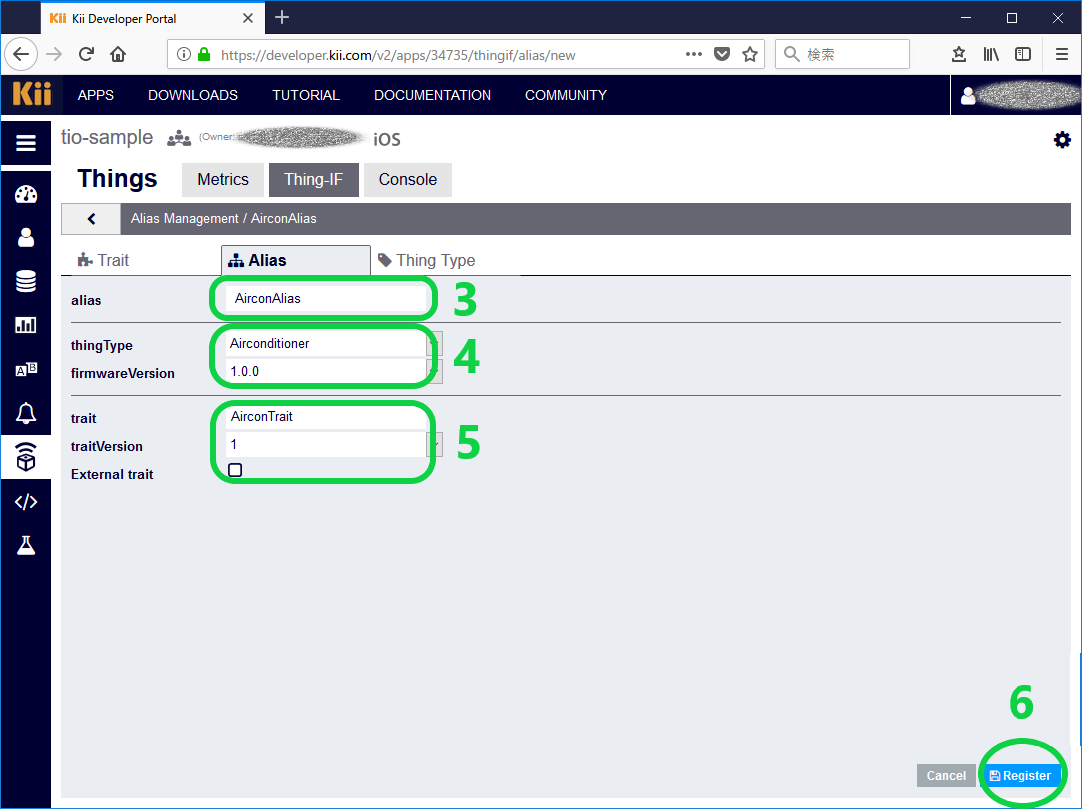 Kii Kii Developer Portal
https://developer.kii.com/v2/apps/34735/thingif/alias/new
検索
Kii APPS DOWNLOADS TUTORIAL DOCUMENTATION COMMUNITY
tio-sample (Owner: iOS
Things Metrics Thing-IF Console
Alias Management / AirconAlias
Trait Alias Thing Type
alias AirconAlias 3
thingType Airconditioner
firmwareVersion 1.0.0
4
trait AirconTrait
traitVersion 1
5
External trait
A B
6
Cancel Register